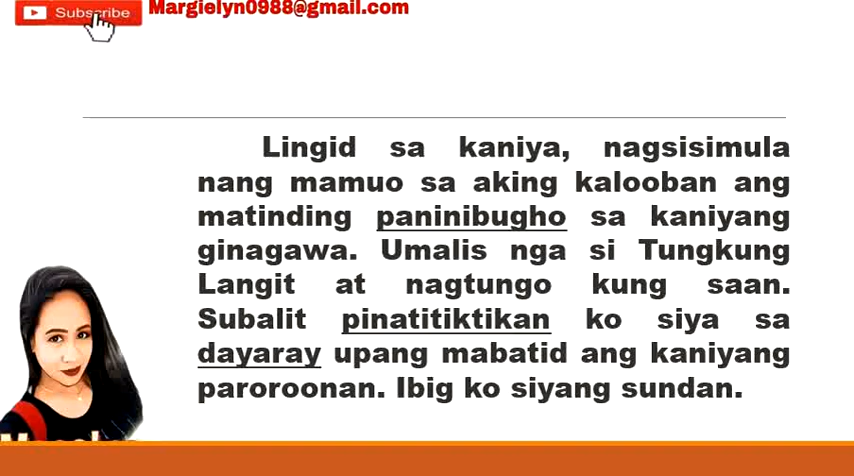 Subscribe
Margielyn0988@gmail.com
Lingid sa kaniya, nagsisimula
nang mamuo sa aking kalooban ang
matinding paninibugho sa kaniyang
ginagawa. Umalis nga si Tungkung
Langit at nagtungo kung saan.
Subalit pinatitiktikan ko siya sa
dayaray upang mabatid ang kaniyang
paroroonan. Ibig ko siyang sundan.